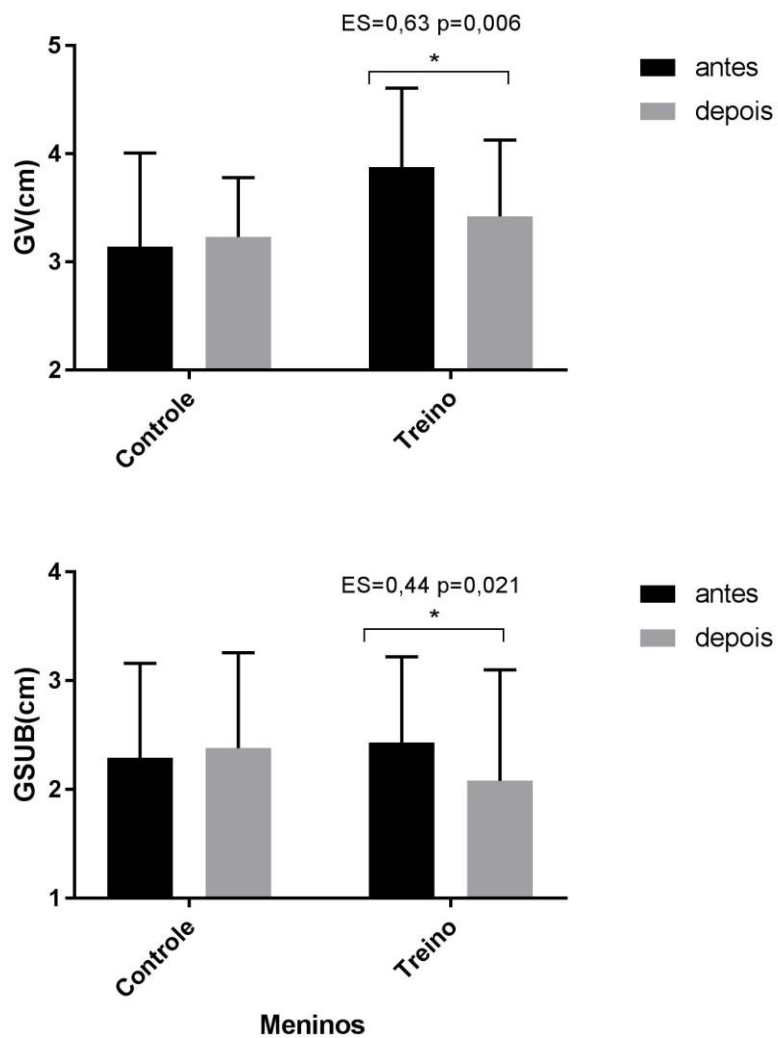 ES=0,63 p=0,006
*
5
4
3
2
GV(cm)
antes
depois
Controle
Treino
ES=0,44 p=0,021
*
4
3
2
1
GSUB(cm)
antes
depois
Controle
Treino
Meninos